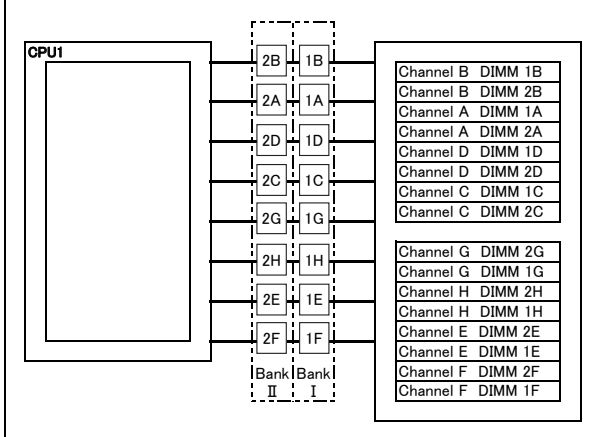 CPU1
2B 1B
2A 1A
2D 1D
2C 1C
2G 1G
2H 1H
2E 1E
2F 1F
Bank Bank
Ⅱ Ⅰ
Channel B DIMM 1B
Channel B DIMM 2B
Channel A DIMM 1A
Channel A DIMM 2A
Channel D DIMM 1D
Channel D DIMM 2D
Channel C DIMM 1C
Channel C DIMM 2C
Channel G DIMM 2G
Channel G DIMM 1G
Channel H DIMM 2H
Channel H DIMM 1H
Channel E DIMM 2E
Channel E DIMM 1E
Channel F DIMM 2F
Channel F DIMM 1F